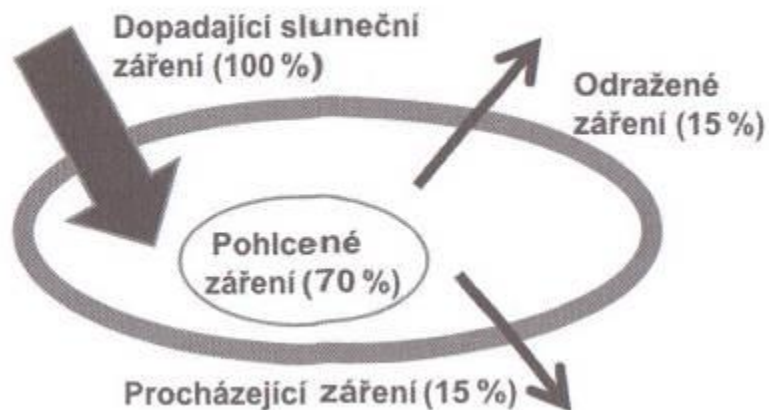 Dopadající sluneční
záření (100 %)
Odražené
záření (15 %)
Pohlcené
záření (70 %)
Procházející záření (15 %)